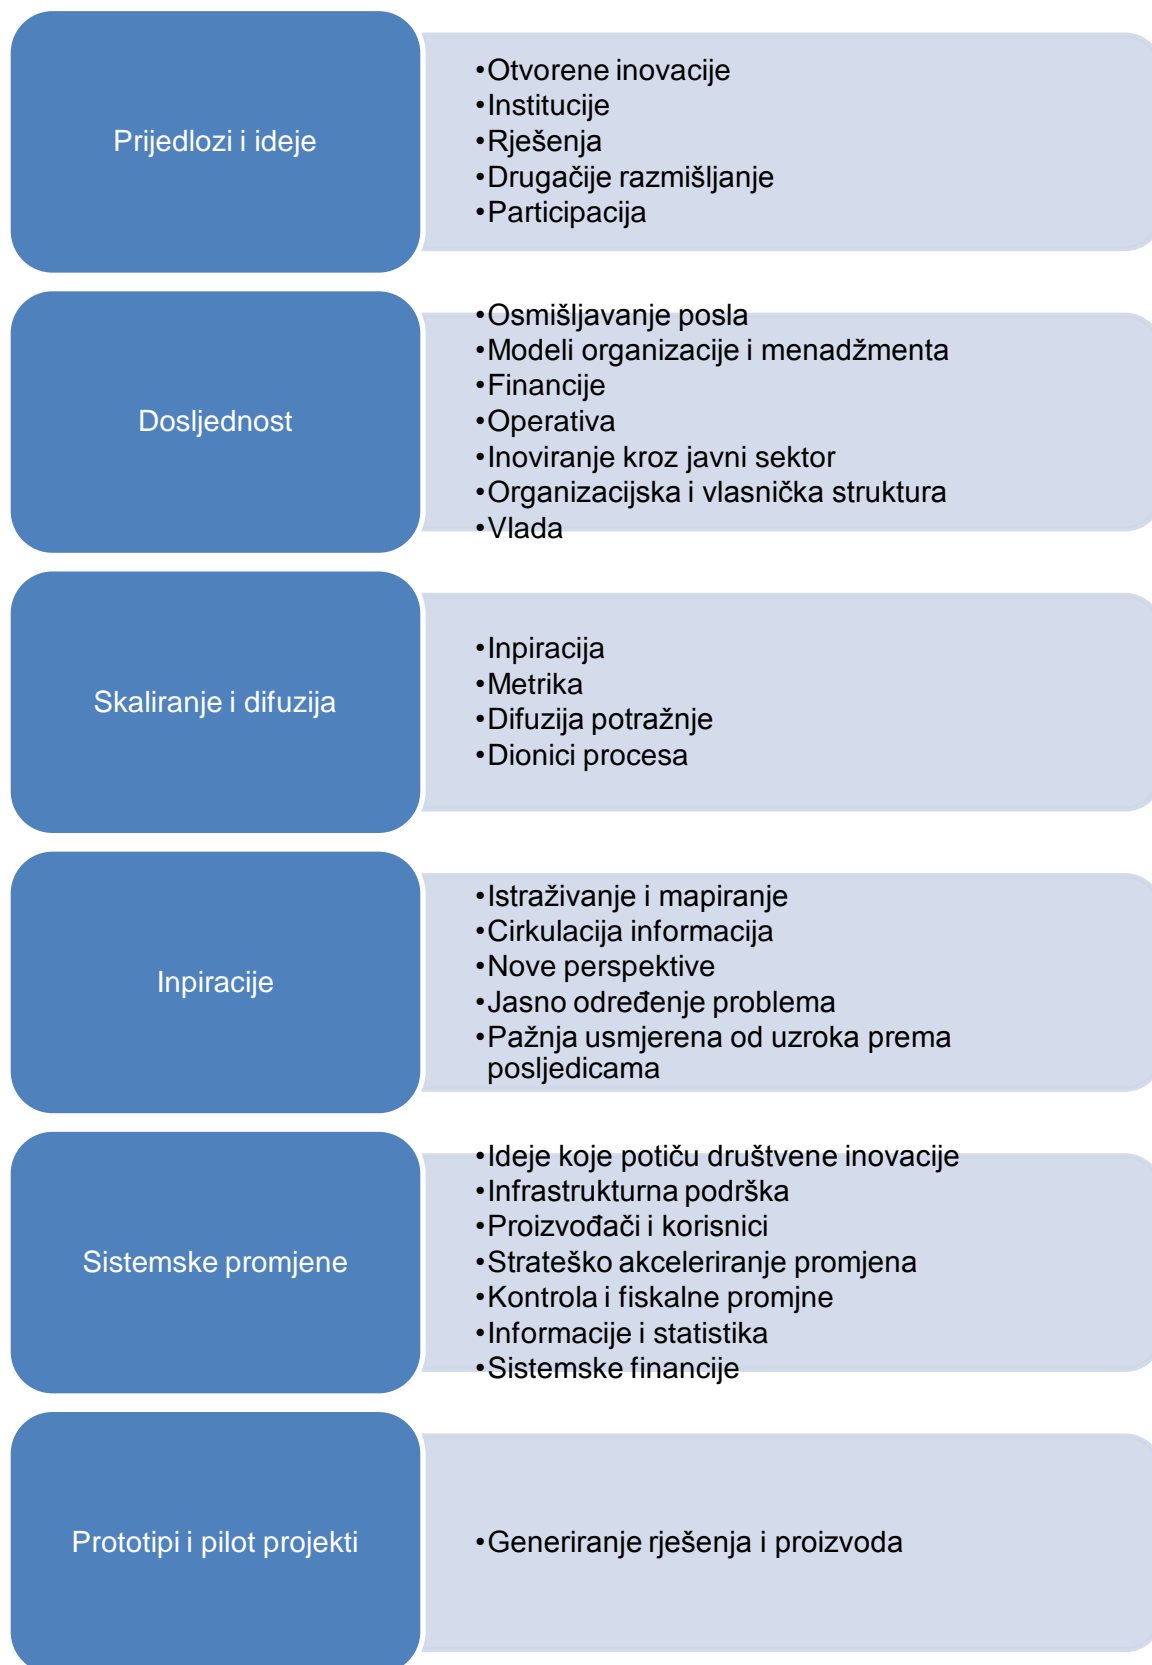 Prijedlozi i ideje
•Otvorene inovacije
•Institucije
•Rješenja
•Drugačije razmišljanje
•Participacija
Dosljednost
•Osmišljavanje posla
•Modeli organizacije i menadžmenta
•Financije
•Operativa
•Inoviranje kroz javni sektor
•Organizacijska i vlasnička struktura
•Vlada
Skaliranje i difuzija
•Inpiracija
•Metrika
•Difuzija potražnje
•Dionici procesa
Inpiracije
•Istraživanje i mapiranje
•Cirkulacija informacija
•Nove perspektive
•Jasno određenje problema
•Pažnja usmjerena od uzroka prema
posljedicama
Sistemske promjene
•Ideje koje potiču društvene inovacije
•Infrastrukturna podrška
•Proizvođači i korisnici
•Strateško akceleriranje promjena
•Kontrola i fiskalne promjne
•Informacije i statistika
•Sistemske financije
Prototipi i pilot projekti
•Generiranje rješenja i proizvoda